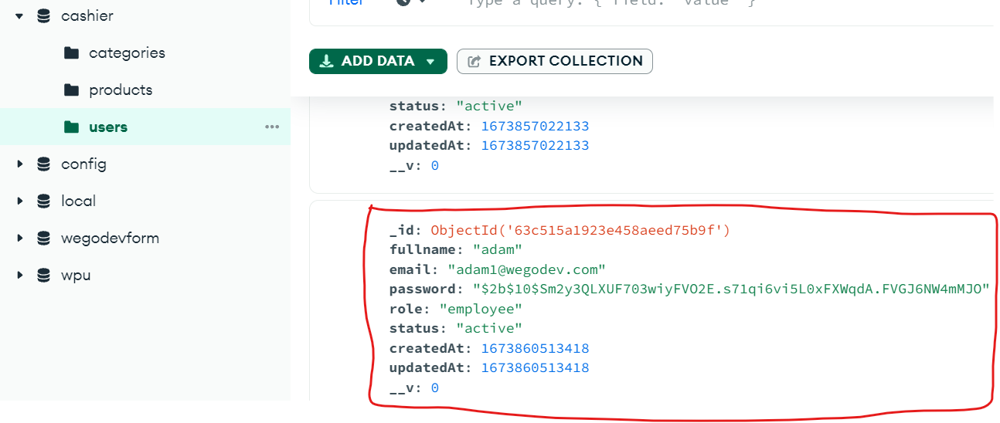 cashier
categories
products
users
config
local
wegodevform
wpu
Filter
Type a query: { field: 'value' }
ADD DATA
EXPORT COLLECTION
status: "active"
createdAt: 1673857022133
updatedAt: 1673857022133
__v: 0
_id: ObjectId('63c515a1923e458aeed75b9f')
fullname: "adam"
email: "adam1@wegodev.com"
password: "$2b$10$Sm2y3QLXUF703wiyFVO2E.s71qi6vi5L0xFXWqdA.FVGJ6NW4mMJO"
role: "employee"
status: "active"
createdAt: 1673860513418
updatedAt: 1673860513418
__v: 0